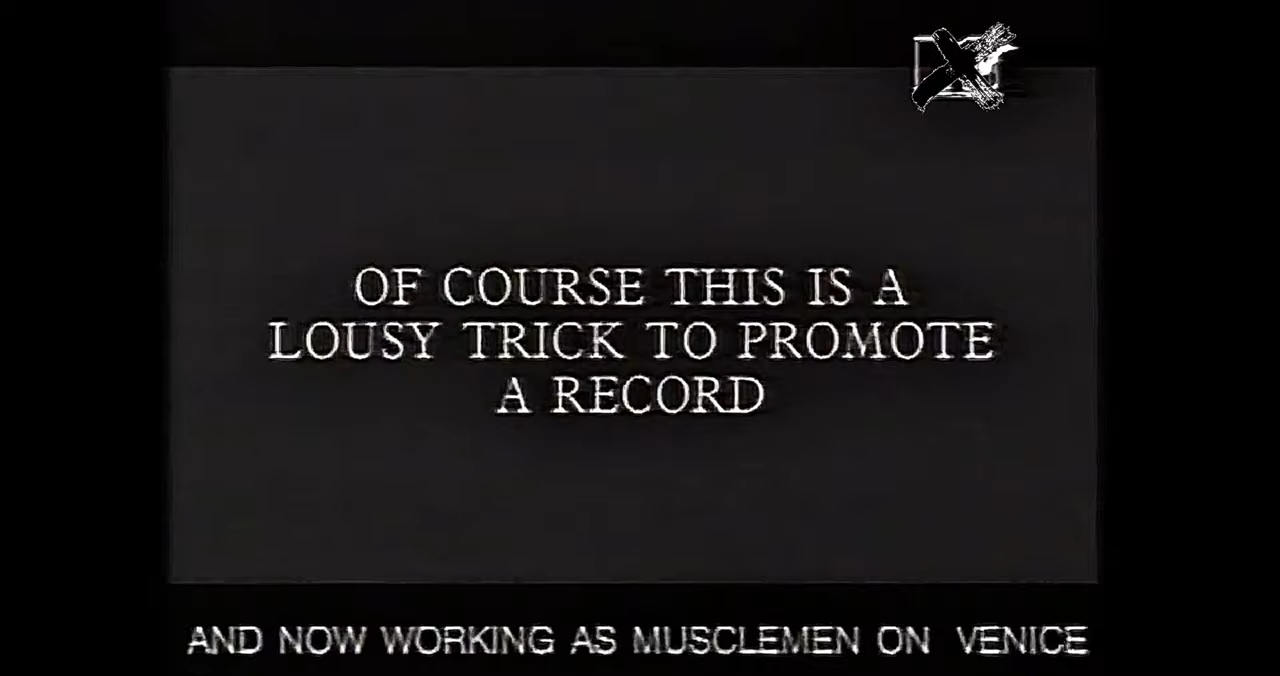 OF COURSE THIS IS A
LOUSY TRICK TO PROMOTE
A RECORD
AND NOW WORKING AS MUSCLEMEN ON VENICE